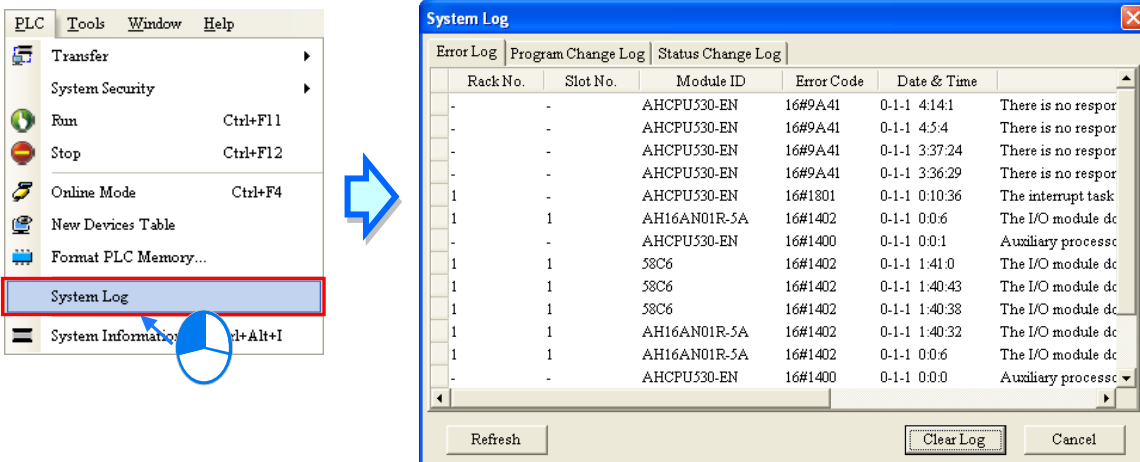 PLC Tools Window Help
Transfer
System Security
Run Ctrl+F11
Stop Ctrl+F12
Online Mode Ctrl+F4
New Devices Table
Format PLC Memory...
System Log
System Informatio rl+Alt+I
System Log
Error Log Program Change Log Status Change Log
Rack No. Slot No. Module ID Error Code Date & Time
- - AHCPU530-EN 16#9A41 0-1-1 4:14:1 There is no respor
- - AHCPU530-EN 16#9A41 0-1-1 4:5:4 There is no respor
- - AHCPU530-EN 16#9A41 0-1-1 3:37:24 There is no respor
- - AHCPU530-EN 16#9A41 0-1-1 3:36:29 There is no respor
1 - AHCPU530-EN 16#1801 0-1-1 0:10:36 The interrupt task
1 1 AH16AN01R-5A 16#1402 0-1-1 0:0:6 The I/O module do
- - AHCPU530-EN 16#1400 0-1-1 0:0:1 Auxiliary processo
1 1 58C6 16#1402 0-1-1 1:41:0 The I/O module do
1 1 58C6 16#1402 0-1-1 1:40:43 The I/O module do
1 1 58C6 16#1402 0-1-1 1:40:38 The I/O module do
1 1 AH16AN01R-5A 16#1402 0-1-1 1:40:32 The I/O module do
1 1 AH16AN01R-5A 16#1402 0-1-1 0:0:6 The I/O module do
- - AHCPU530-EN 16#1400 0-1-1 0:0:0 Auxiliary processo
Refresh Clear Log Cancel